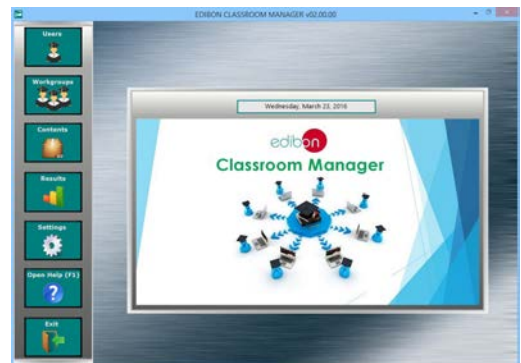 EDIBON CLASSROOM MANAGER v02.00.00
Users
Workgroups
Contents
Results
Settings
Open Help (F1)
?
Exit
Wednesday, March 23, 2016
edibon
Classroom Manager